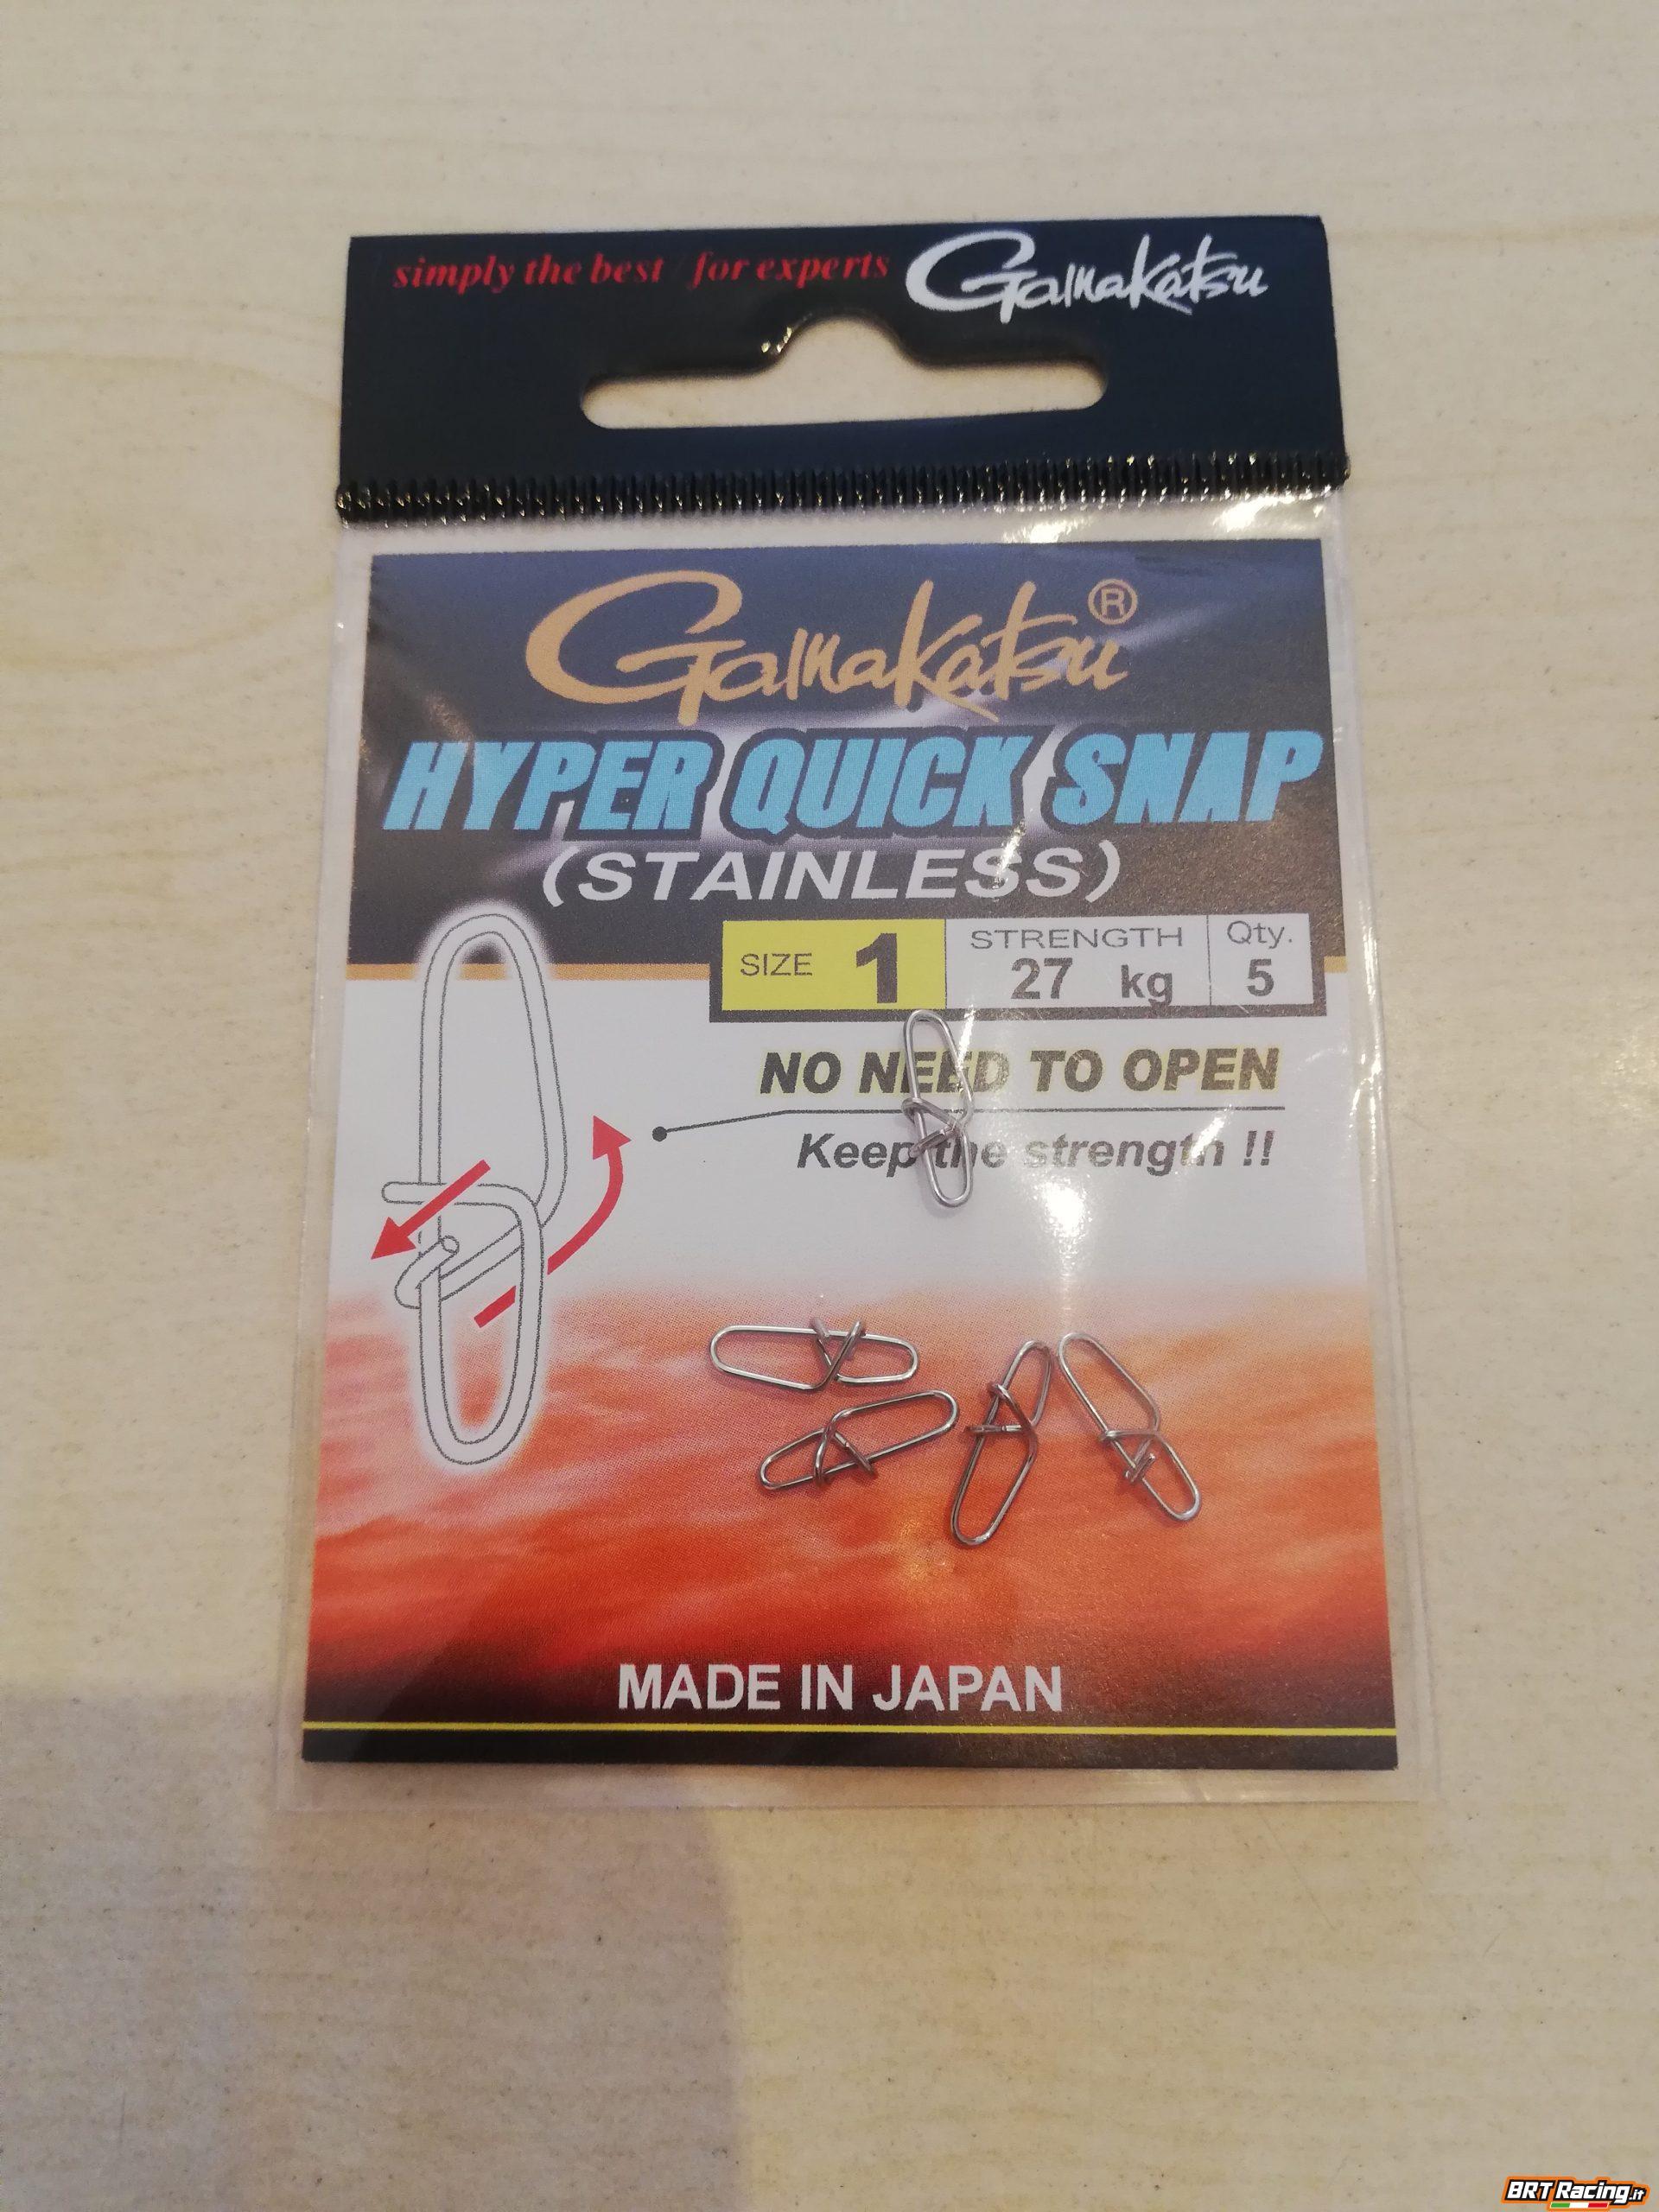 simply the best / for experts Gamakatsu
Gamakatsu®
HYPER QUICK SNAP
(STAINLESS)
SIZE 1 STRENGTH 27 kg Qty. 5
NO NEED TO OPEN
Keep the strength !!
MADE IN JAPAN
BRT Racing.it